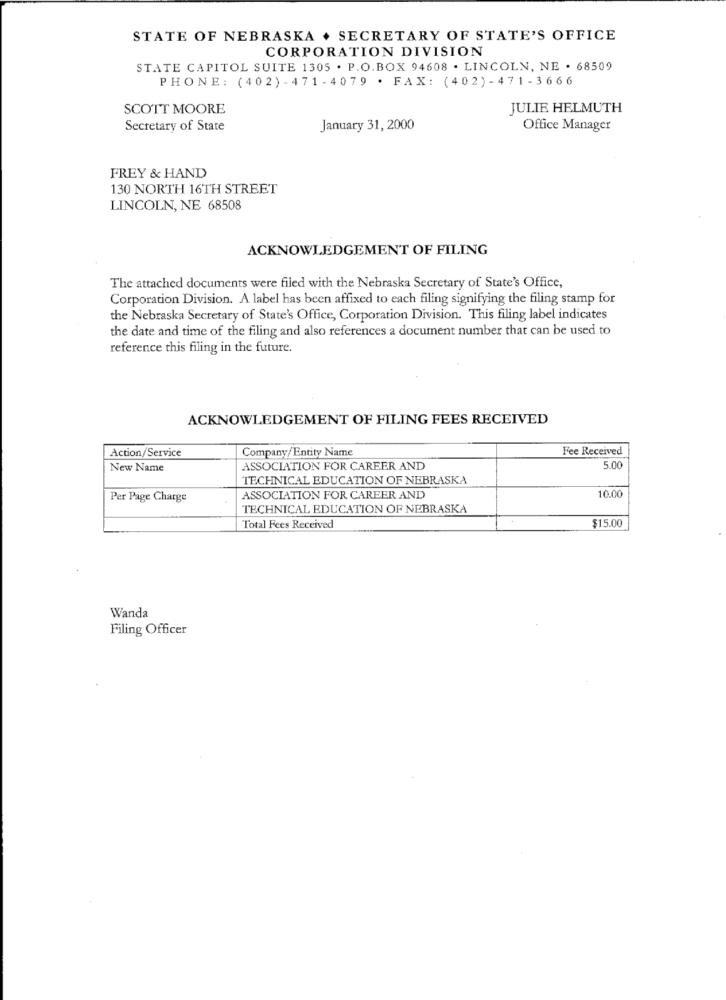 STATE OF NEBRASKA ♦ SECRETARY OF STATE'S OFFICE
CORPORATION DIVISION
STATE CAPITOL SUITE 1305 • P.O.BOX 94608 • LINCOLN, NE • 68509
PHONE: (402)-471-4079 • FAX: (402)-471-3666
SCOTT MOORE JULIE HELMUTH
Secretary of State January 31, 2000 Office Manager
FREY & HAND
130 NORTH 16TH STREET
LINCOLN, NE 68508
ACKNOWLEDGEMENT OF FILING
The attached documents were filed with the Nebraska Secretary of State's Office,
Corporation Division. A label has been affixed to each filing signifying the filing stamp for
the Nebraska Secretary of State's Office, Corporation Division. This filing label indicates
the date and time of the filing and also references a document number that can be used to
reference this filing in the future.
ACKNOWLEDGEMENT OF FILING FEES RECEIVED
Action/Service Company/Entity Name Fee Received
New Name ASSOCIATION FOR CAREER AND 5.00
TECHNICAL EDUCATION OF NEBRASKA
Per Page Charge ASSOCIATION FOR CAREER AND 10.00
TECHNICAL EDUCATION OF NEBRASKA
Total Fees Received $15.00
Wanda
Filing Officer